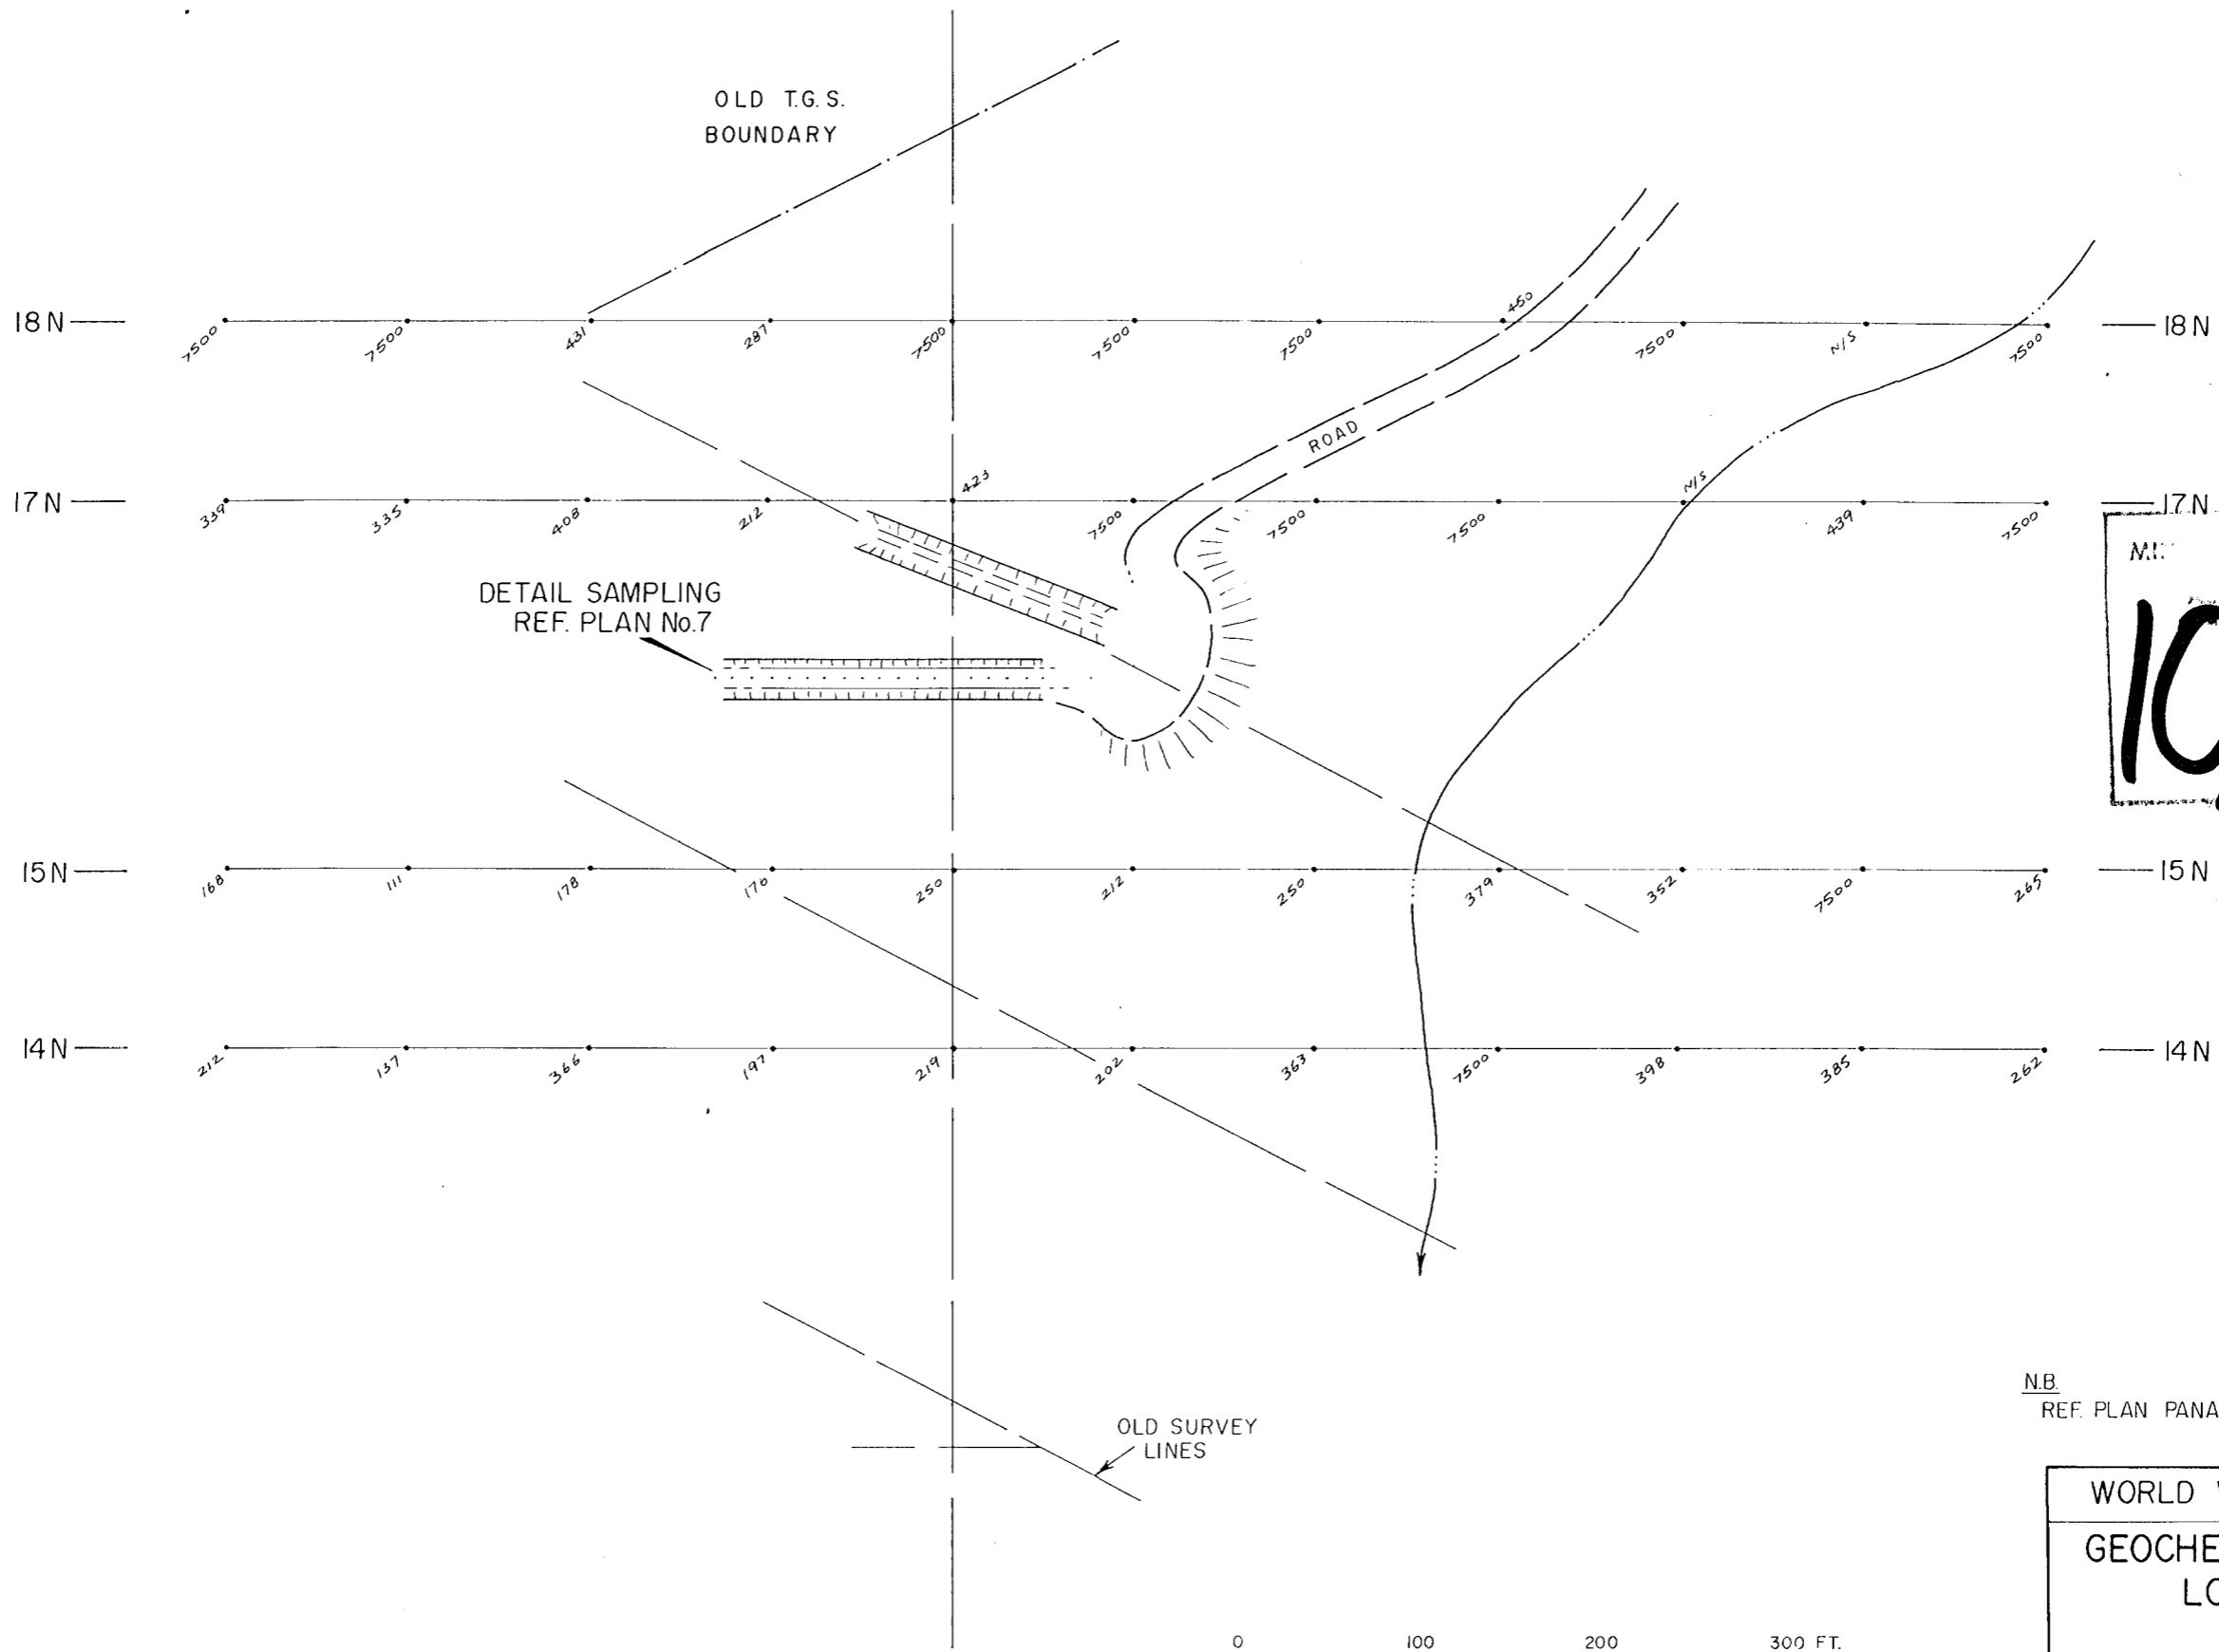 OLD T.G.S.
BOUNDARY
18N 7500 7500 431 287 7500 7500 7500 450 7500 N/S 7500 18N
ROAD
17N 339 335 408 212 423 7500 7500 7500 N/S 439 7500 17N
DETAIL SAMPLING
REF. PLAN No.7
15N 168 111 178 176 250 212 250 379 352 7500 265 15N
14N 212 137 366 197 219 202 363 7500 398 385 262 14N
N.B.
REF. PLAN PANA
OLD SURVEY
LINES
WORLD
GEOCHE
LO
0 100 200 300 FT.